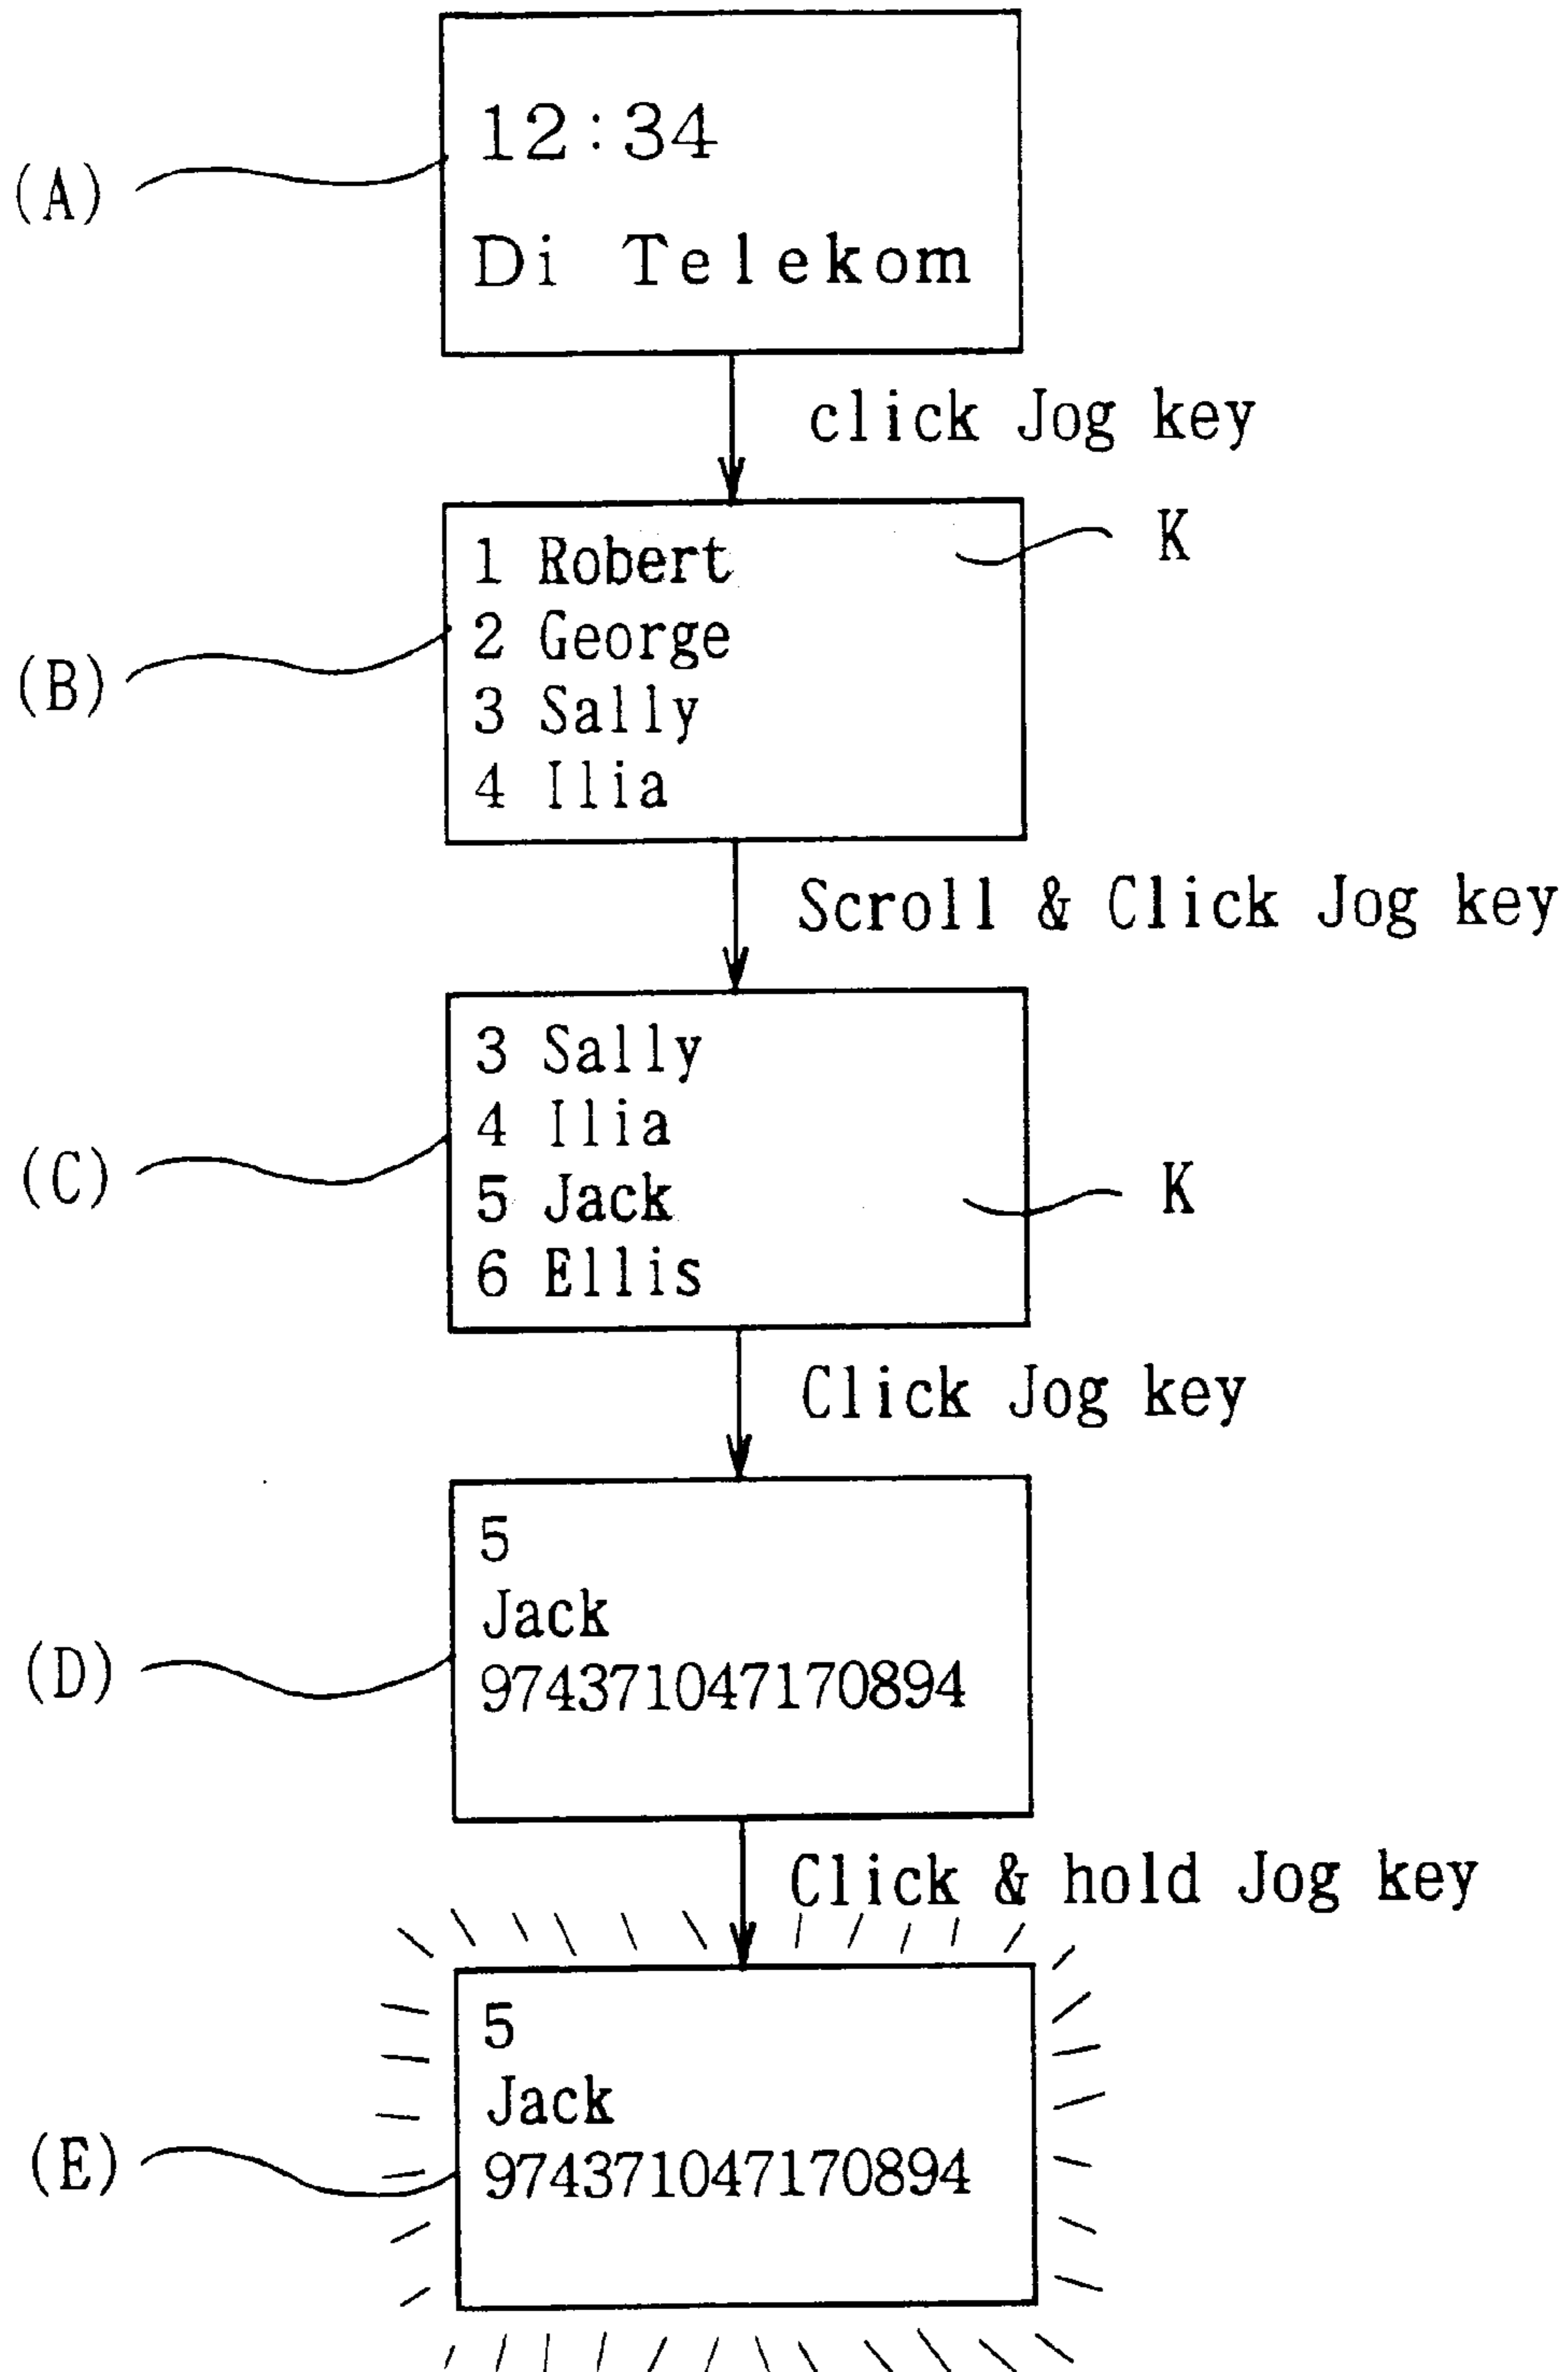 (A)
12:34
Di Telekom
click Jog key
K
1 Robert
2 George
(B)
3 Sally
4 Ilia
Scroll & Click Jog key
3 Sally
4 Ilia
(C)
5 Jack
K
6 Ellis
Click Jog key
5
Jack
(D)
974371047170894
Click & hold Jog key
5
Jack
(E)
974371047170894